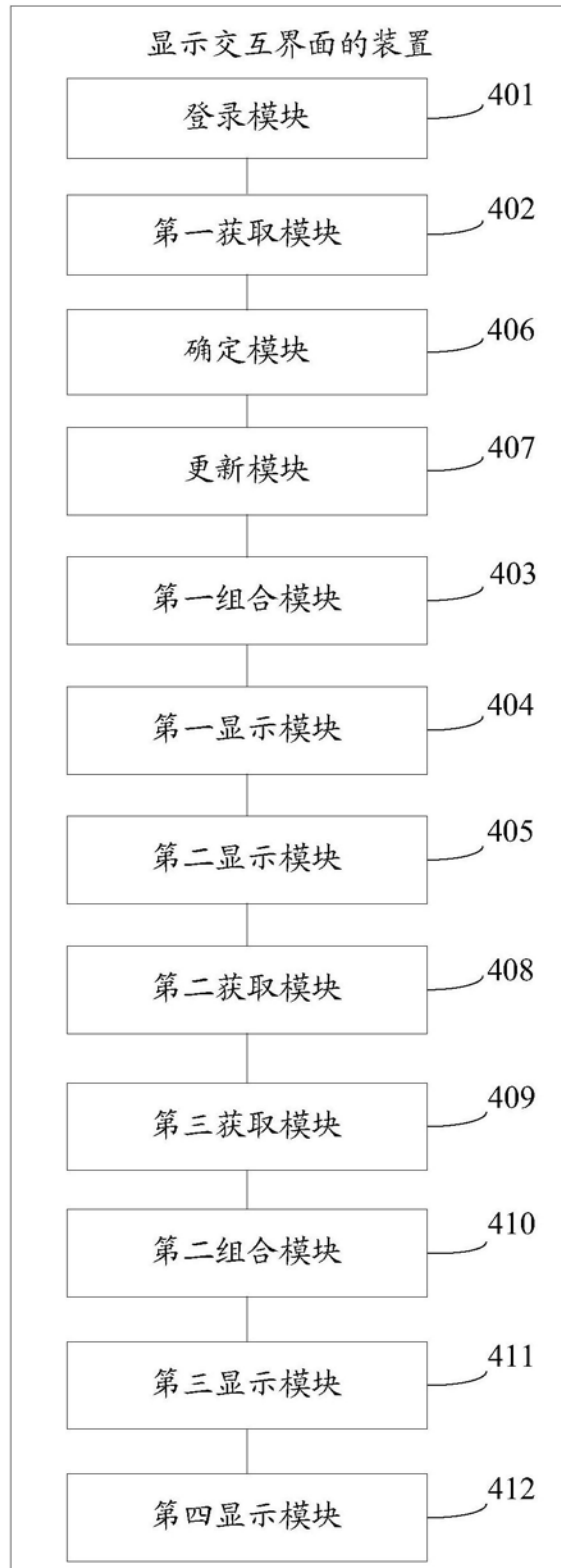 显示交互界面的装置
登录模块 401
第一获取模块 402
确定模块 406
更新模块 407
第一组合模块 403
第一显示模块 404
第二显示模块 405
第二获取模块 408
第三获取模块 409
第二组合模块 410
第三显示模块 411
第四显示模块 412